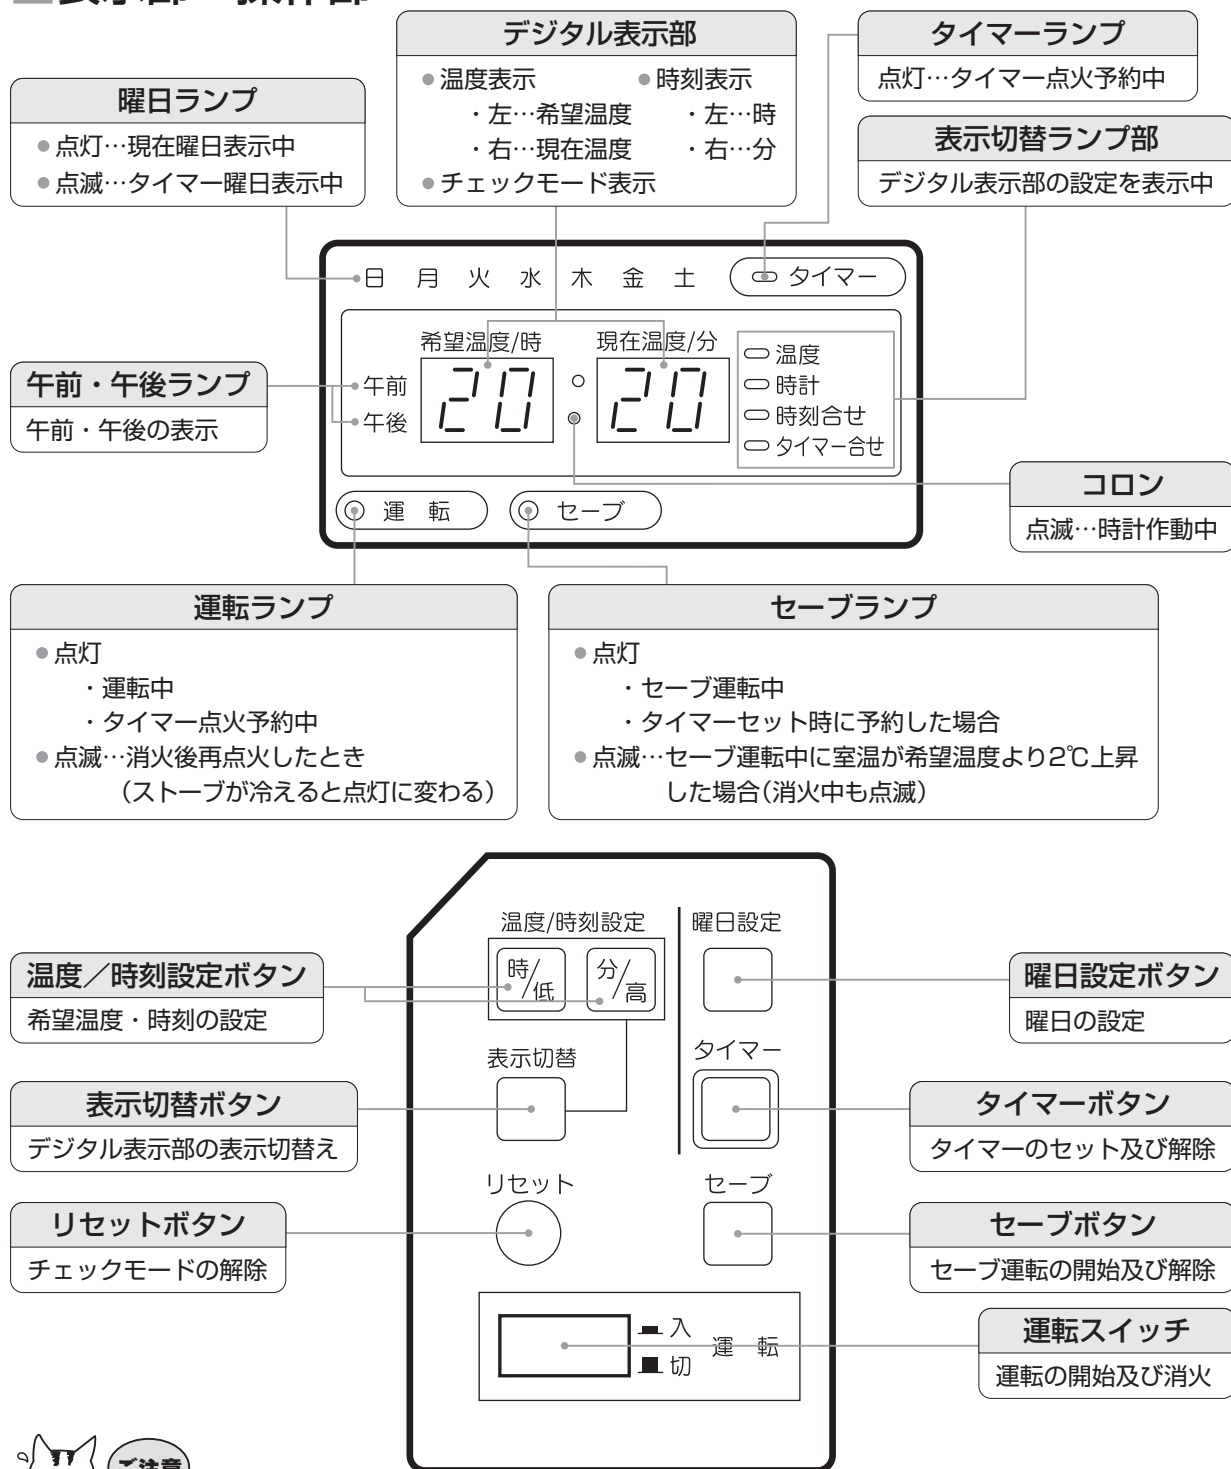 デジタル表示部
●温度表示
・左…希望温度
・右…現在温度
●時刻表示
・左…時
・右…分
●チェックモード表示
タイマーランプ
点灯…タイマー点火予約中
曜日ランプ
●点灯…現在曜日表示中
●点滅…タイマー曜日表示中
表示切替ランプ部
デジタル表示部の設定を表示中
日 月 火 水 木 金 土 タイマー
希望温度/時 現在温度/分
午前
午後
20 20
温度
時計
時刻合せ
タイマー合せ
運 転 セーブ
午前・午後ランプ
午前・午後の表示
コロン
点滅…時計作動中
運転ランプ
●点灯
・運転中
・タイマー点火予約中
●点滅…消火後再点火したとき
(ストーブが冷えると点灯に変わる)
セーブランプ
●点灯
・セーブ運転中
・タイマーセット時に予約した場合
●点滅…セーブ運転中に室温が希望温度より2℃上昇
した場合(消火中も点滅)
温度/時刻設定 曜日設定
時/低 分/高
表示切替 タイマー
リセット セーブ
入
切
運 転
温度/時刻設定ボタン
希望温度・時刻の設定
表示切替ボタン
デジタル表示部の表示切替え
リセットボタン
チェックモードの解除
曜日設定ボタン
曜日の設定
タイマーボタン
タイマーのセット及び解除
セーブボタン
セーブ運転の開始及び解除
運転スイッチ
運転の開始及び消火
ご注意